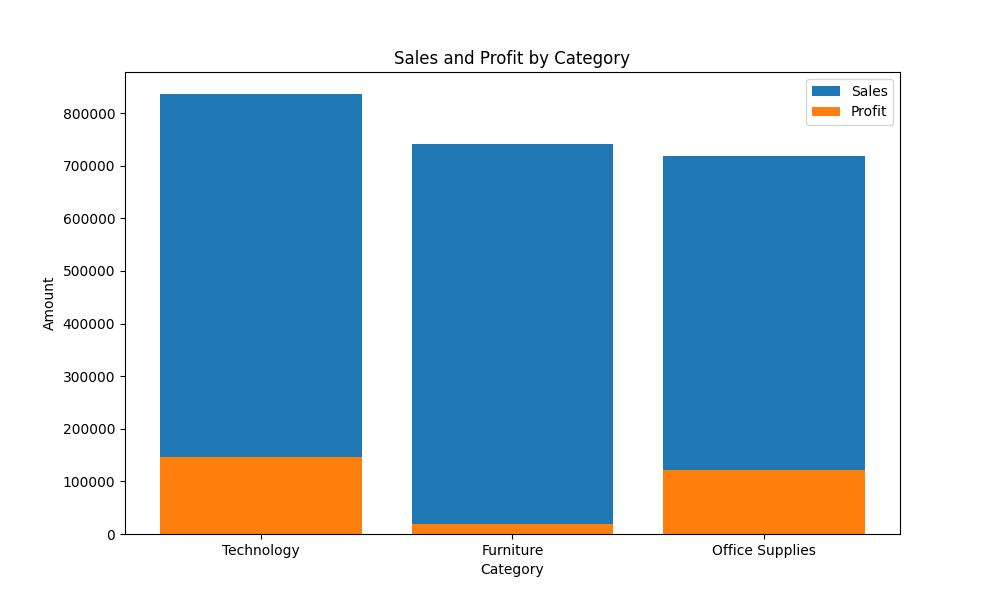 Sales and Profit by Category
Sales
Profit
Amount
800000
700000
600000
500000
400000
300000
200000
100000
0
Technology
Furniture
Office Supplies
Category